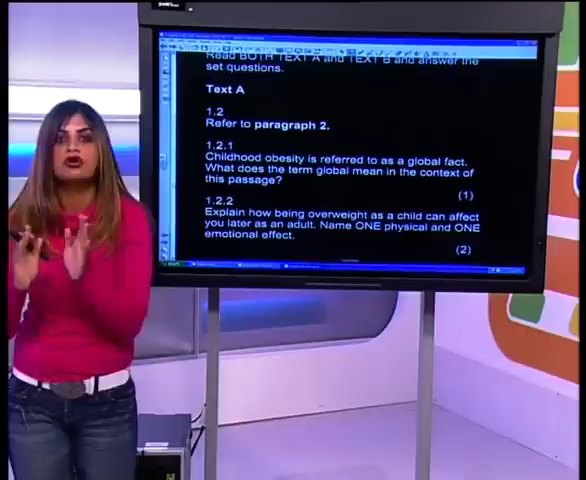 Read BOTH TEXT A and TEXT B and answer the
set questions.
Text A
1.2
Refer to paragraph 2.
1.2.1
Childhood obesity is referred to as a global fact.
What does the term global mean in the context of
this passage?
(1)
1.2.2
Explain how being overweight as a child can affect
you later as an adult. Name ONE physical and ONE
emotional effect.
(2)